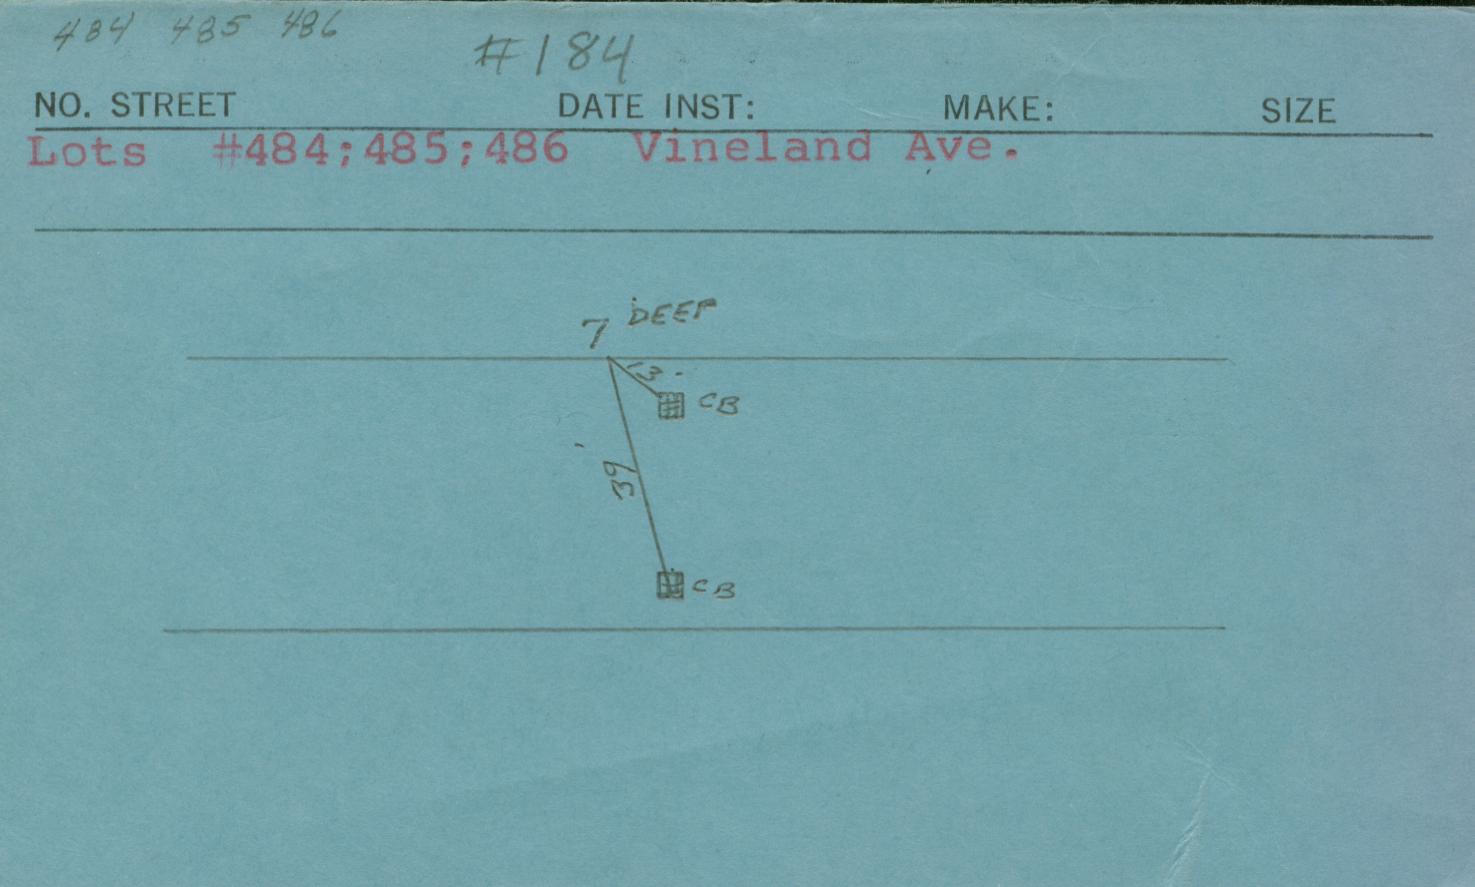 484 485 486 #184
NO. STREET DATE INST: MAKE: SIZE
Lots #484;485;486 Vineland Ave.
7 DEEP
13
CB
39'
CB